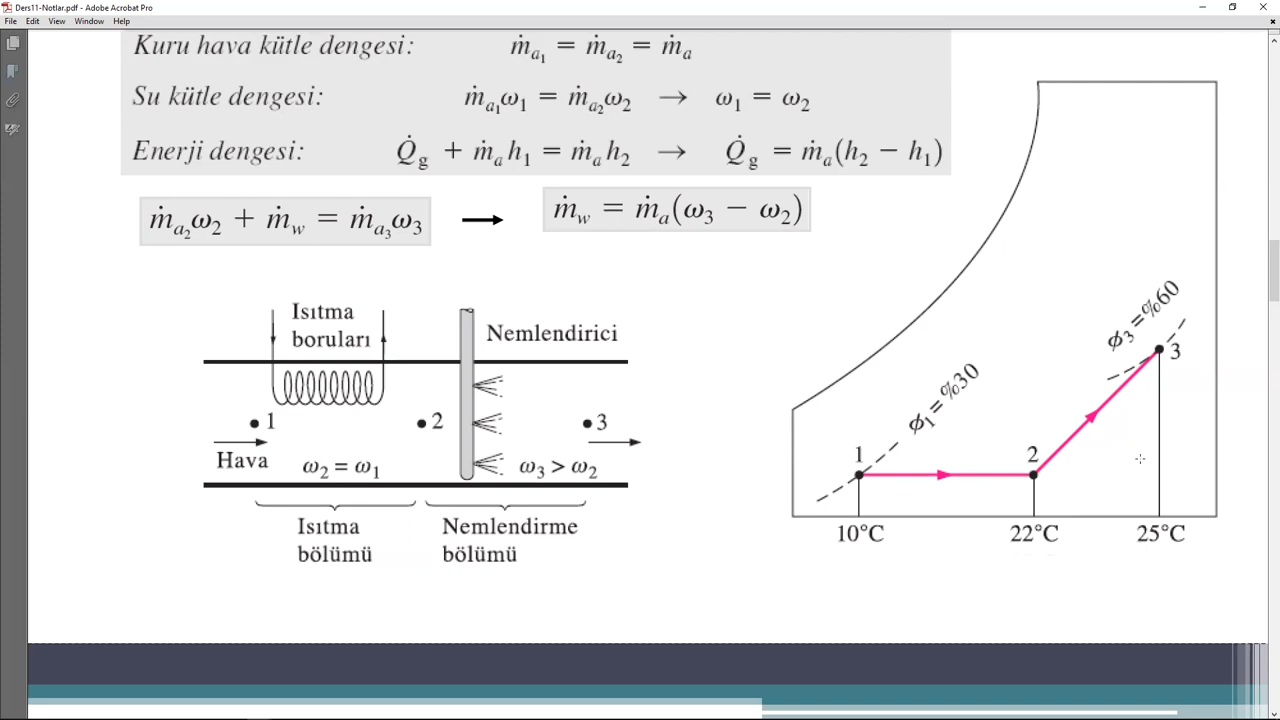 Ders11-Notlar.pdf - Adobe Acrobat Pro
File Edit View Window Help
Kuru hava kütle dengesi: ṁₐ₁ = ṁₐ₂ = ṁₐ
Su kütle dengesi: ṁₐ₁ω₁ = ṁₐ₂ω₂ → ω₁ = ω₂
Enerji dengesi: Q̇g + ṁₐh₁ = ṁₐh₂ → Q̇g = ṁₐ(h₂ − h₁)
ṁₐ₂ω₂ + ṁw = ṁₐ₃ω₃ → ṁw = ṁₐ(ω₃ − ω₂)
Isıtma
boruları
Nemlendirici
1
2
3
Hava
ω₂ = ω₁
ω₃ > ω₂
Isıtma
bölümü
Nemlendirme
bölümü
ϕ₁ = %30
ϕ₃ = %60
1
2
3
10°C
22°C
25°C